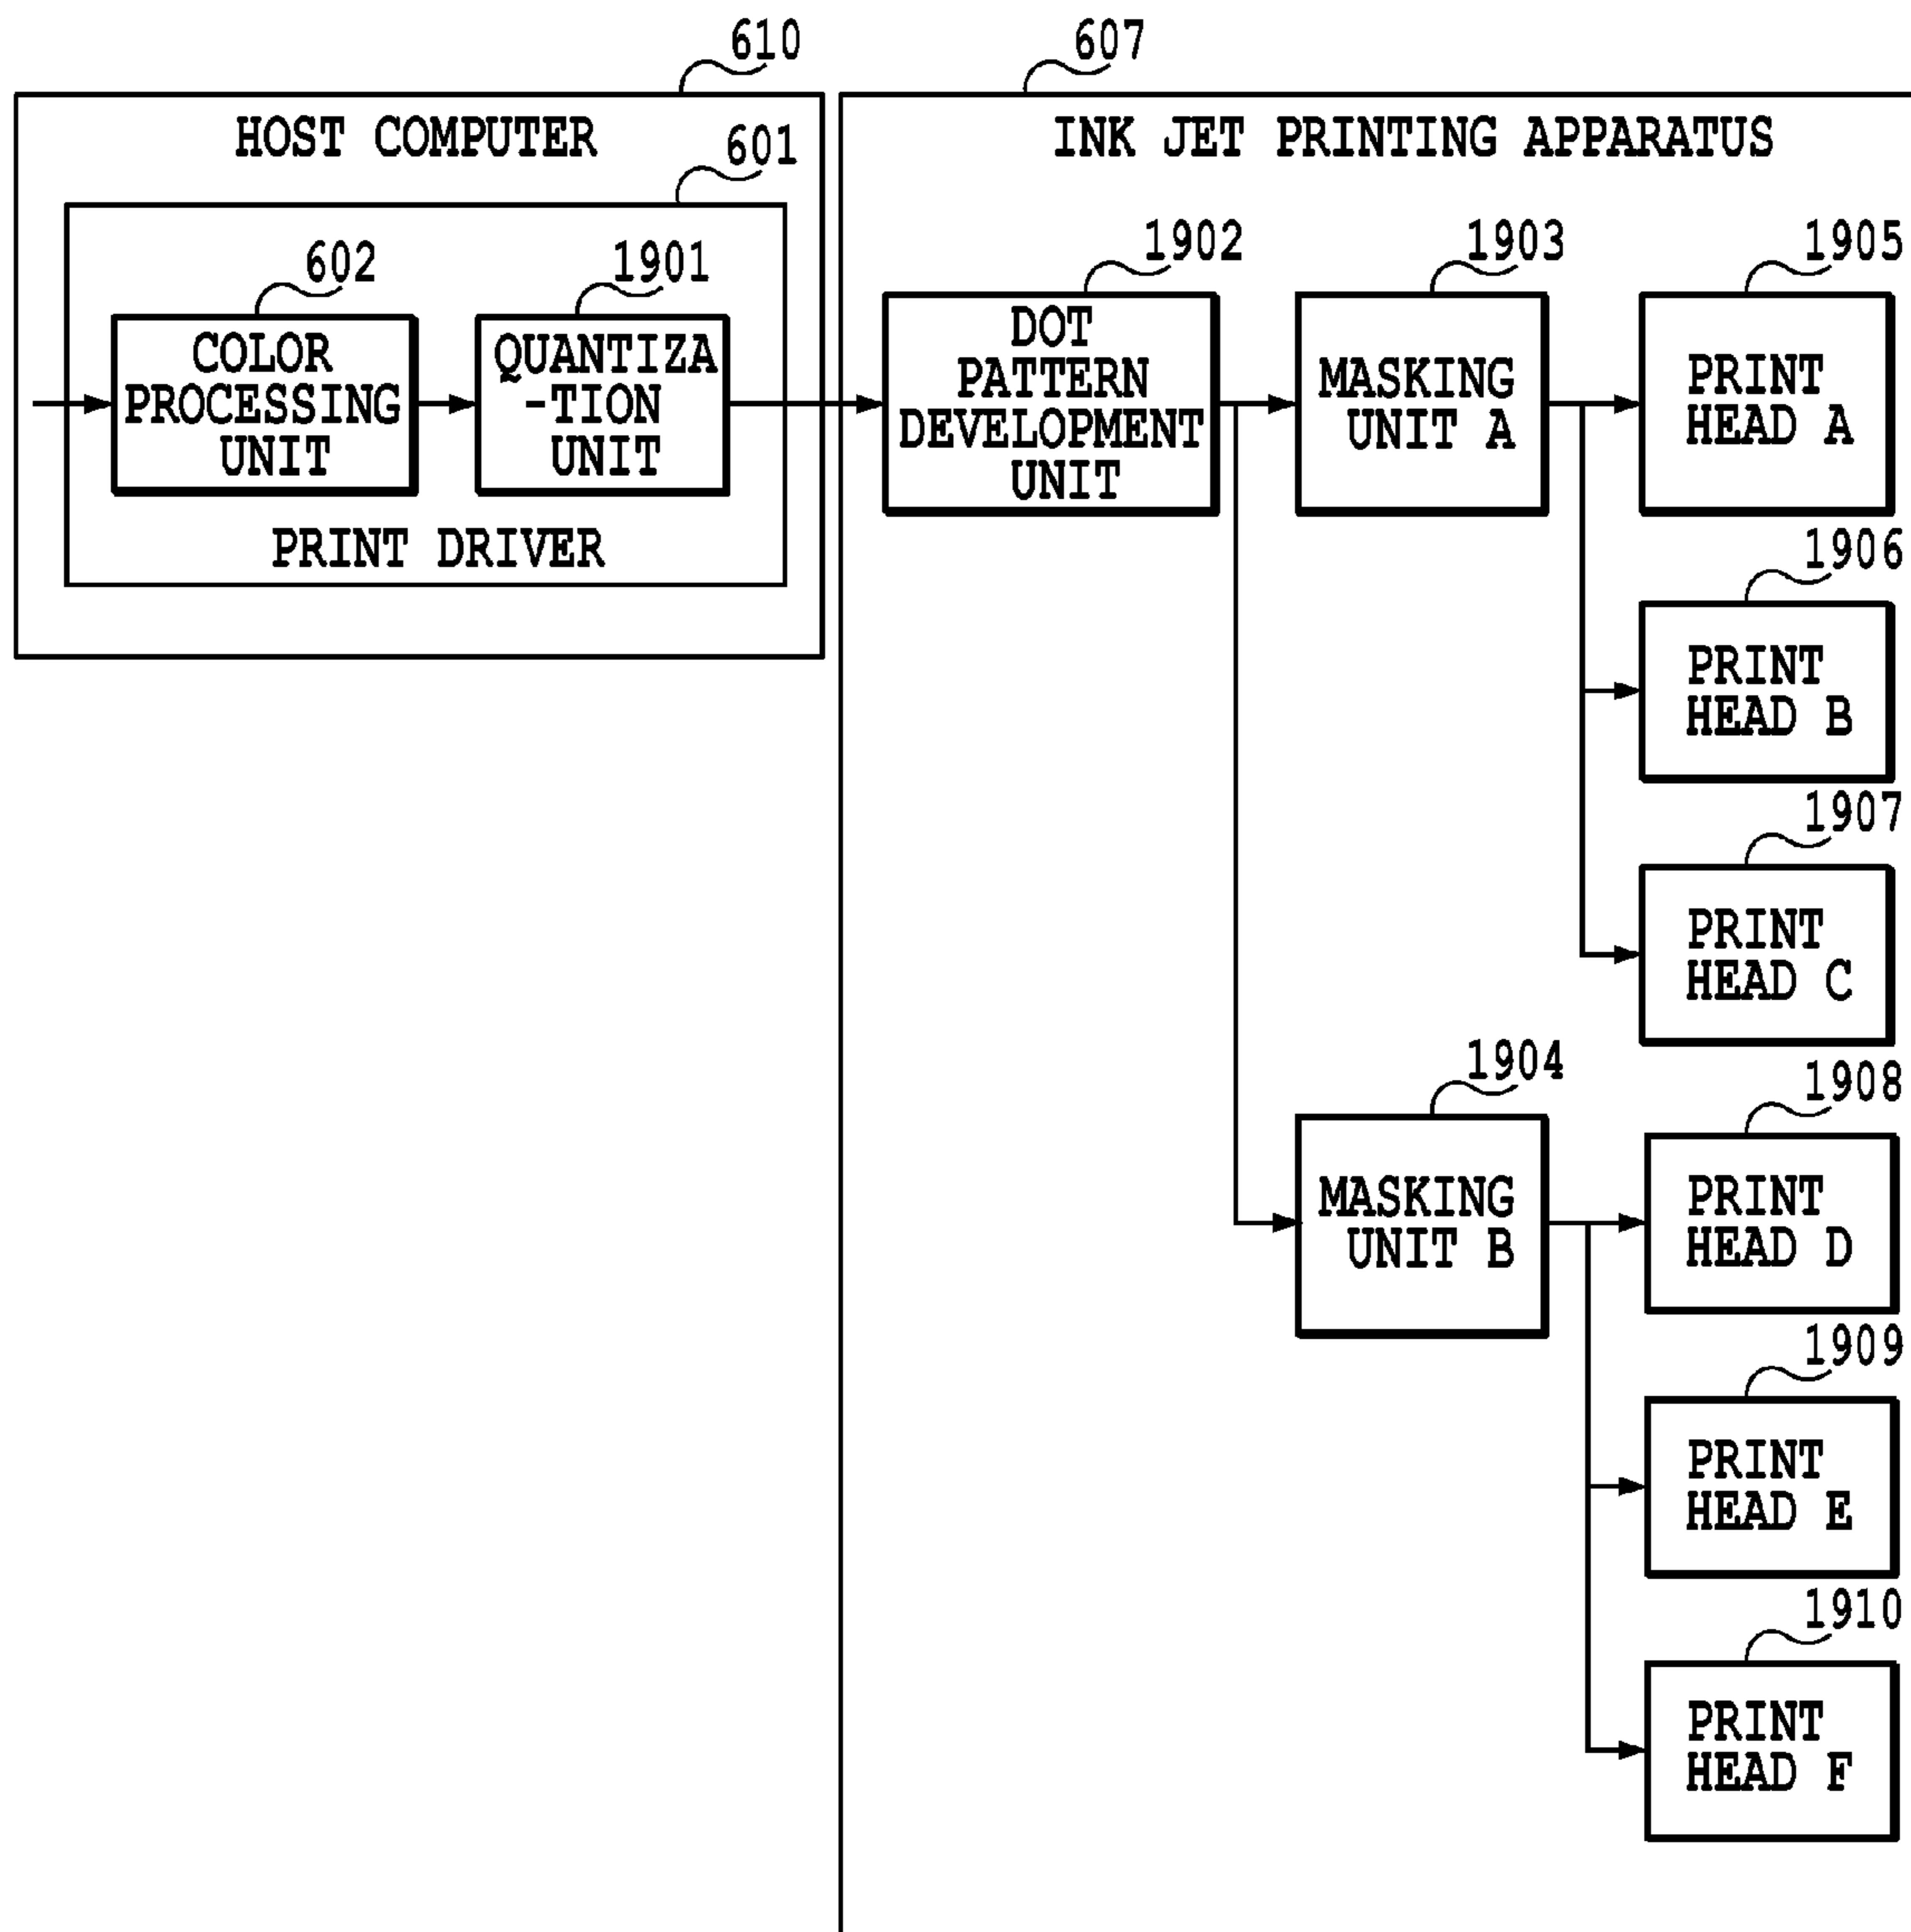 610
607
HOST COMPUTER
INK JET PRINTING APPARATUS
601
602
1901
1902
1903
1905
COLOR
PROCESSING
UNIT
QUANTIZA
-TION
UNIT
DOT
PATTERN
DEVELOPMENT
UNIT
MASKING
UNIT A
PRINT
HEAD A
PRINT DRIVER
1906
PRINT
HEAD B
1907
PRINT
HEAD C
1904
1908
MASKING
UNIT B
PRINT
HEAD D
1909
PRINT
HEAD E
1910
PRINT
HEAD F